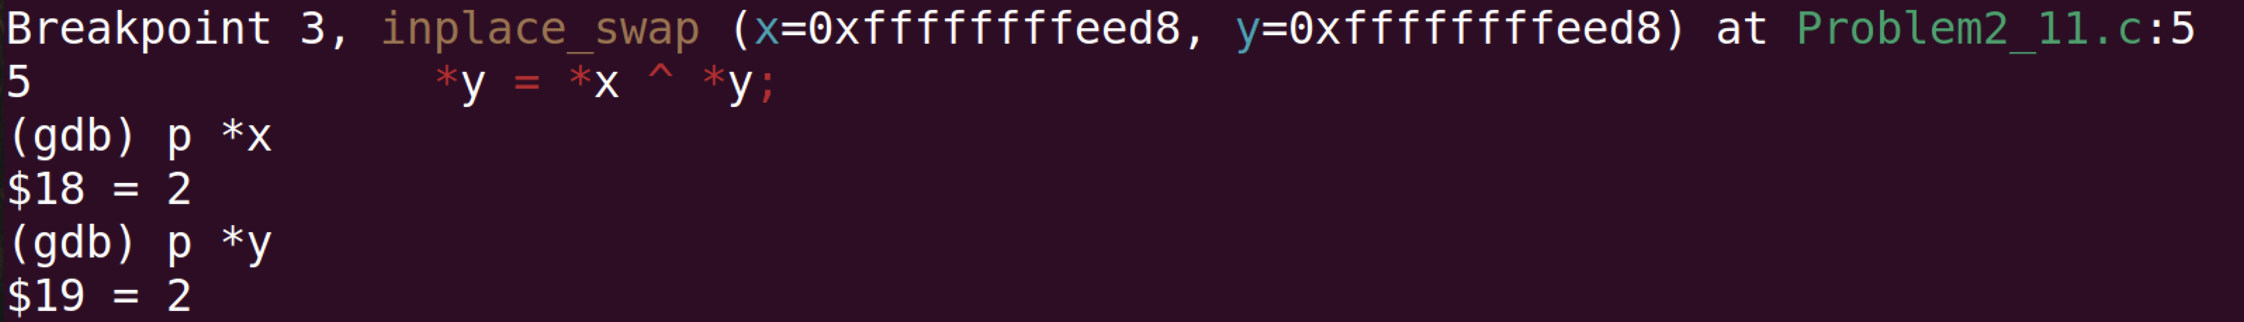 Breakpoint 3, inplace_swap (x=0xffffffffeed8, y=0xffffffffeed8) at Problem2_11.c:5
5               *y = *x ^ *y;
(gdb) p *x
$18 = 2
(gdb) p *y
$19 = 2